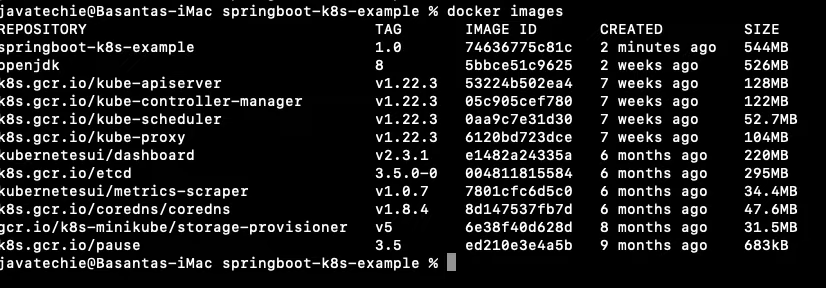 javatechie@Basantas-iMac springboot-k8s-example % docker images
REPOSITORY TAG IMAGE ID CREATED SIZE
springboot-k8s-example 1.0 74636775c81c 2 minutes ago 544MB
openjdk 8 5bbce51c9625 2 weeks ago 526MB
k8s.gcr.io/kube-apiserver v1.22.3 53224b502ea4 7 weeks ago 128MB
k8s.gcr.io/kube-controller-manager v1.22.3 05c905cef780 7 weeks ago 122MB
k8s.gcr.io/kube-scheduler v1.22.3 0aa9c7e31d30 7 weeks ago 52.7MB
k8s.gcr.io/kube-proxy v1.22.3 6120bd723dce 7 weeks ago 104MB
kubernetesui/dashboard v2.3.1 e1482a24335a 6 months ago 220MB
k8s.gcr.io/etcd 3.5.0-0 004811815584 6 months ago 295MB
kubernetesui/metrics-scraper v1.0.7 7801cfc6d5c0 6 months ago 34.4MB
k8s.gcr.io/coredns/coredns v1.8.4 8d147537fb7d 6 months ago 47.6MB
gcr.io/k8s-minikube/storage-provisioner v5 6e38f40d628d 8 months ago 31.5MB
k8s.gcr.io/pause 3.5 ed210e3e4a5b 9 months ago 683kB
javatechie@Basantas-iMac springboot-k8s-example %